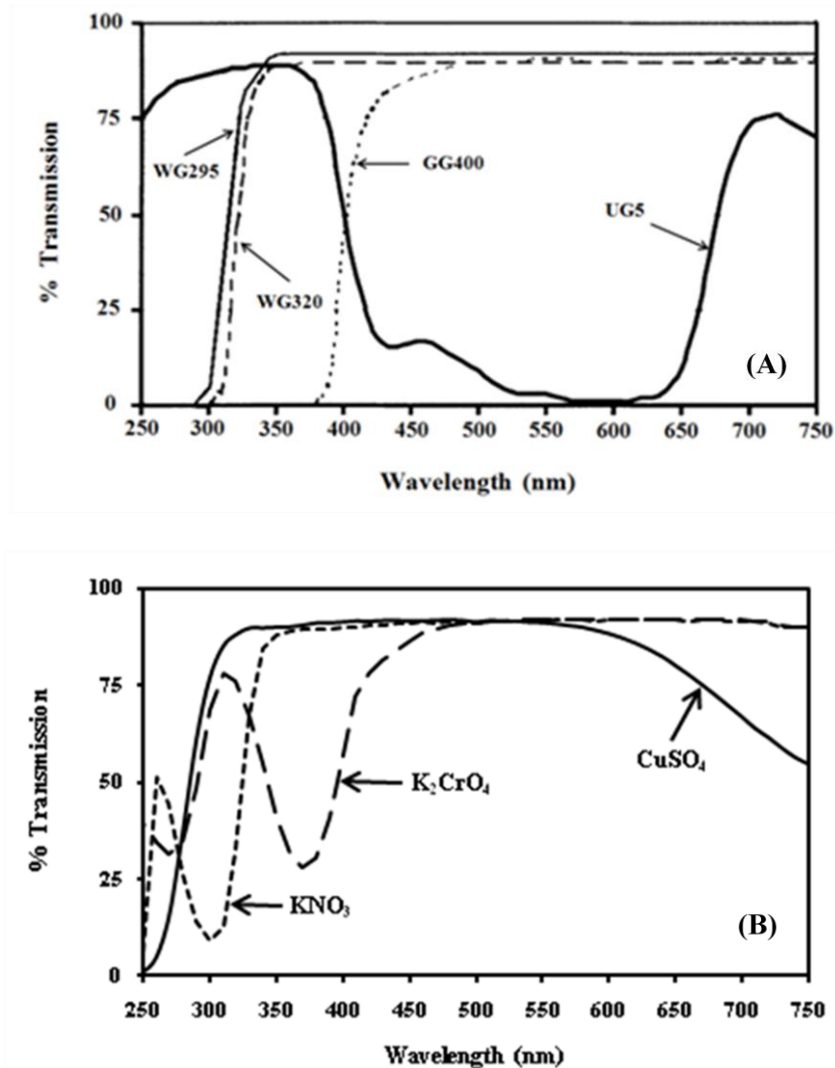 100
75
50
25
0
% Transmission
WG295
WG320
GG400
UG5
(A)
250 300 350 400 450 500 550 600 650 700 750
Wavelength (nm)
100
75
50
25
0
% Transmission
K₂CrO₄
CuSO₄
KNO₃
(B)
250 300 350 400 450 500 550 600 650 700 750
Wavelength (nm)